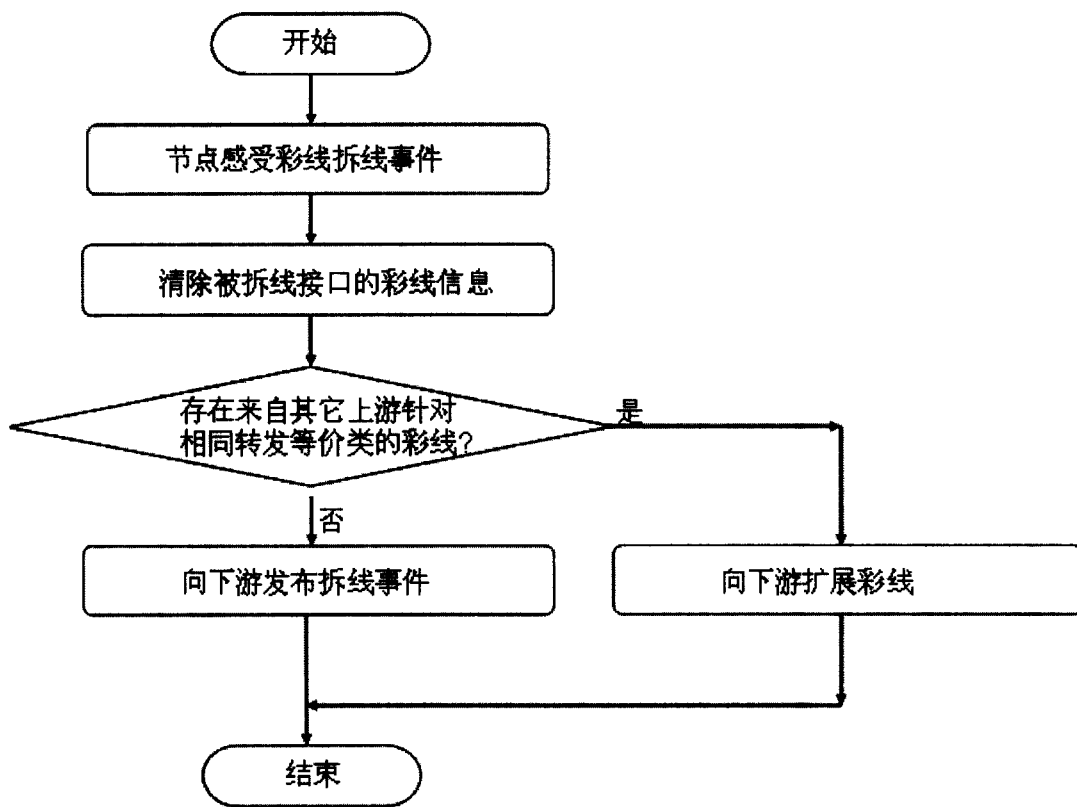 开始
节点感受彩线拆线事件
清除被拆线接口的彩线信息
存在来自其它上游针对
相同转发等价类的彩线?
是
否
向下游发布拆线事件
向下游扩展彩线
结束